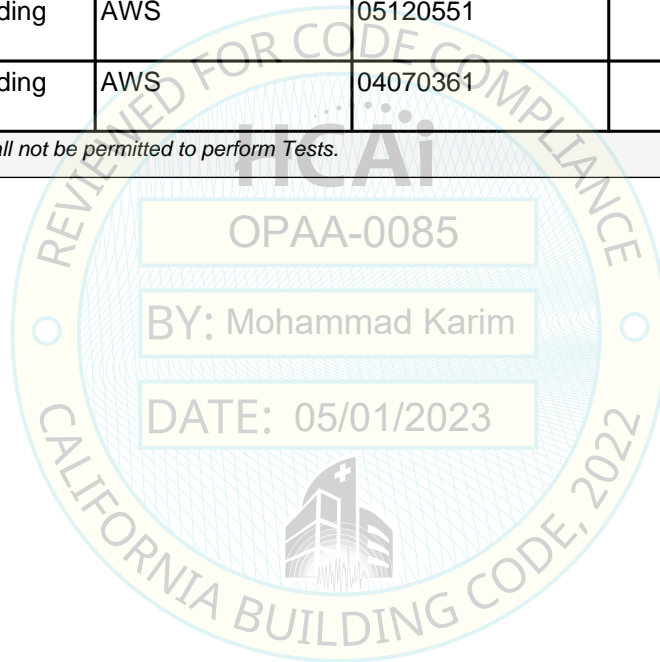 ding AWS 05120551
ding AWS 04070361
all not be permitted to perform Tests.
REVIEWED FOR CODE COMPLIANCE
HCAi
OPAA-0085
BY: Mohammad Karim
DATE: 05/01/2023
CALIFORNIA BUILDING CODE, 2022